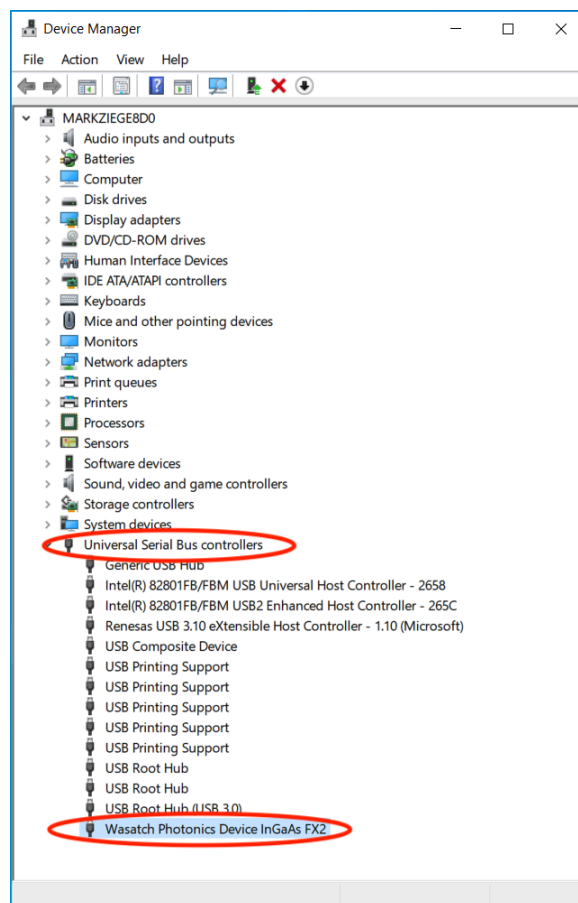 Device Manager
File Action View Help
MARKZIEGE8D0
Audio inputs and outputs
Batteries
Computer
Disk drives
Display adapters
DVD/CD-ROM drives
Human Interface Devices
IDE ATA/ATAPI controllers
Keyboards
Mice and other pointing devices
Monitors
Network adapters
Print queues
Printers
Processors
Sensors
Software devices
Sound, video and game controllers
Storage controllers
System devices
Universal Serial Bus controllers
Generic USB Hub
Intel(R) 82801FB/FBM USB Universal Host Controller - 2658
Intel(R) 82801FB/FBM USB2 Enhanced Host Controller - 265C
Renesas USB 3.10 eXtensible Host Controller - 1.10 (Microsoft)
USB Composite Device
USB Printing Support
USB Printing Support
USB Printing Support
USB Printing Support
USB Printing Support
USB Root Hub
USB Root Hub
USB Root Hub (USB 3.0)
Wasatch Photonics Device InGaAs FX2